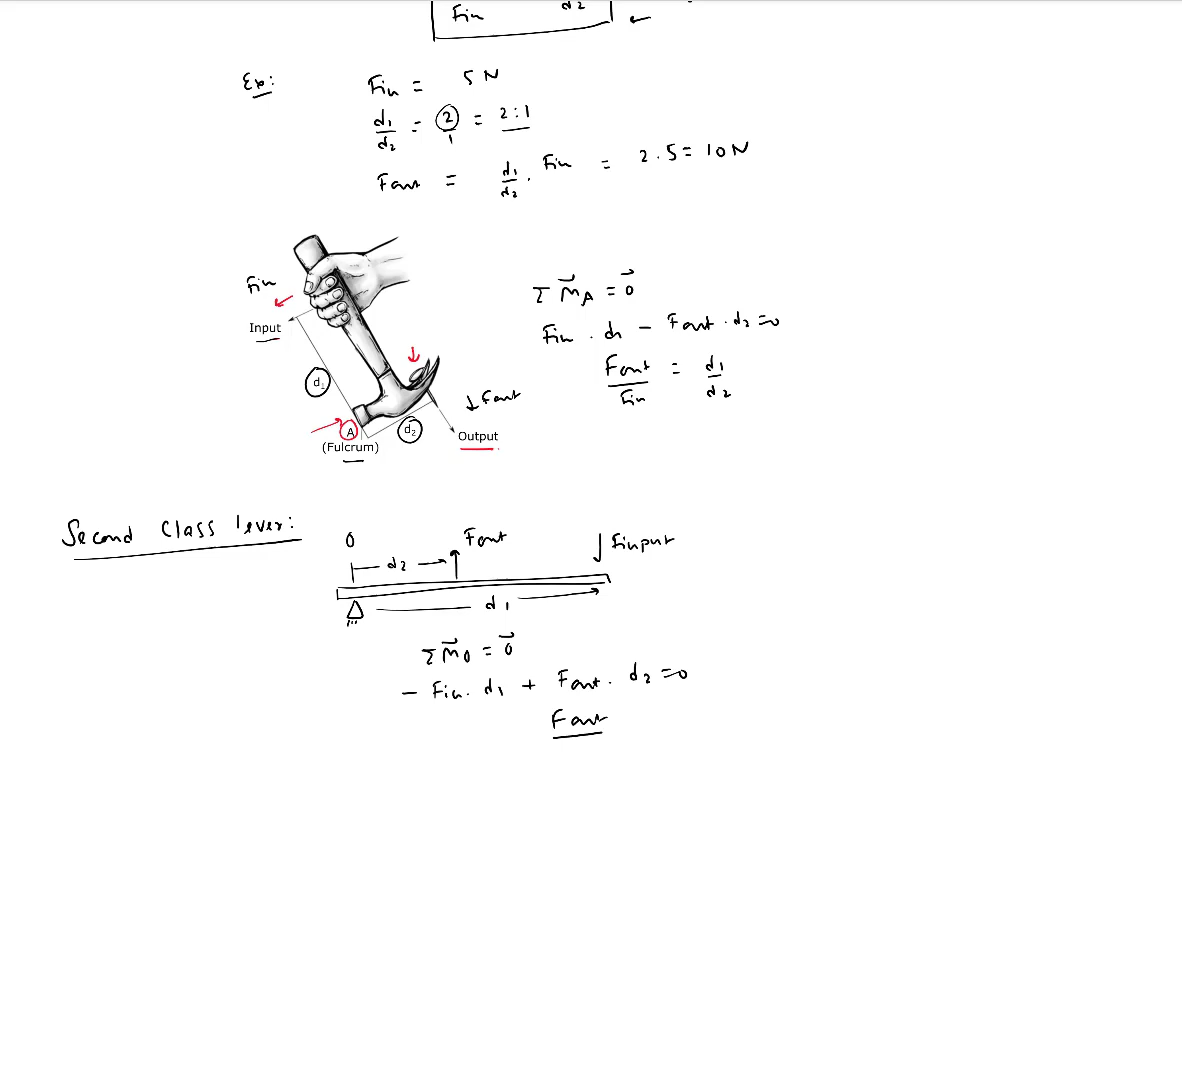 Fin d2
Ex: Fin = 5 N
d1/d2 = 2/1 = 2:1
Fout = d1/d2 . Fin = 2.5 = 10 N
Fin
Input
d1
A
(Fulcrum)
d2
↓ Fout
Output
Σ M⃗A = 0⃗
Fin . d1 - Fout . d2 = 0
Fout/Fin = d1/d2
Second Class lever:
O
d2
Fout
Finput
d1
Σ M⃗O = 0⃗
- Fin . d1 + Fout . d2 = 0
Fout